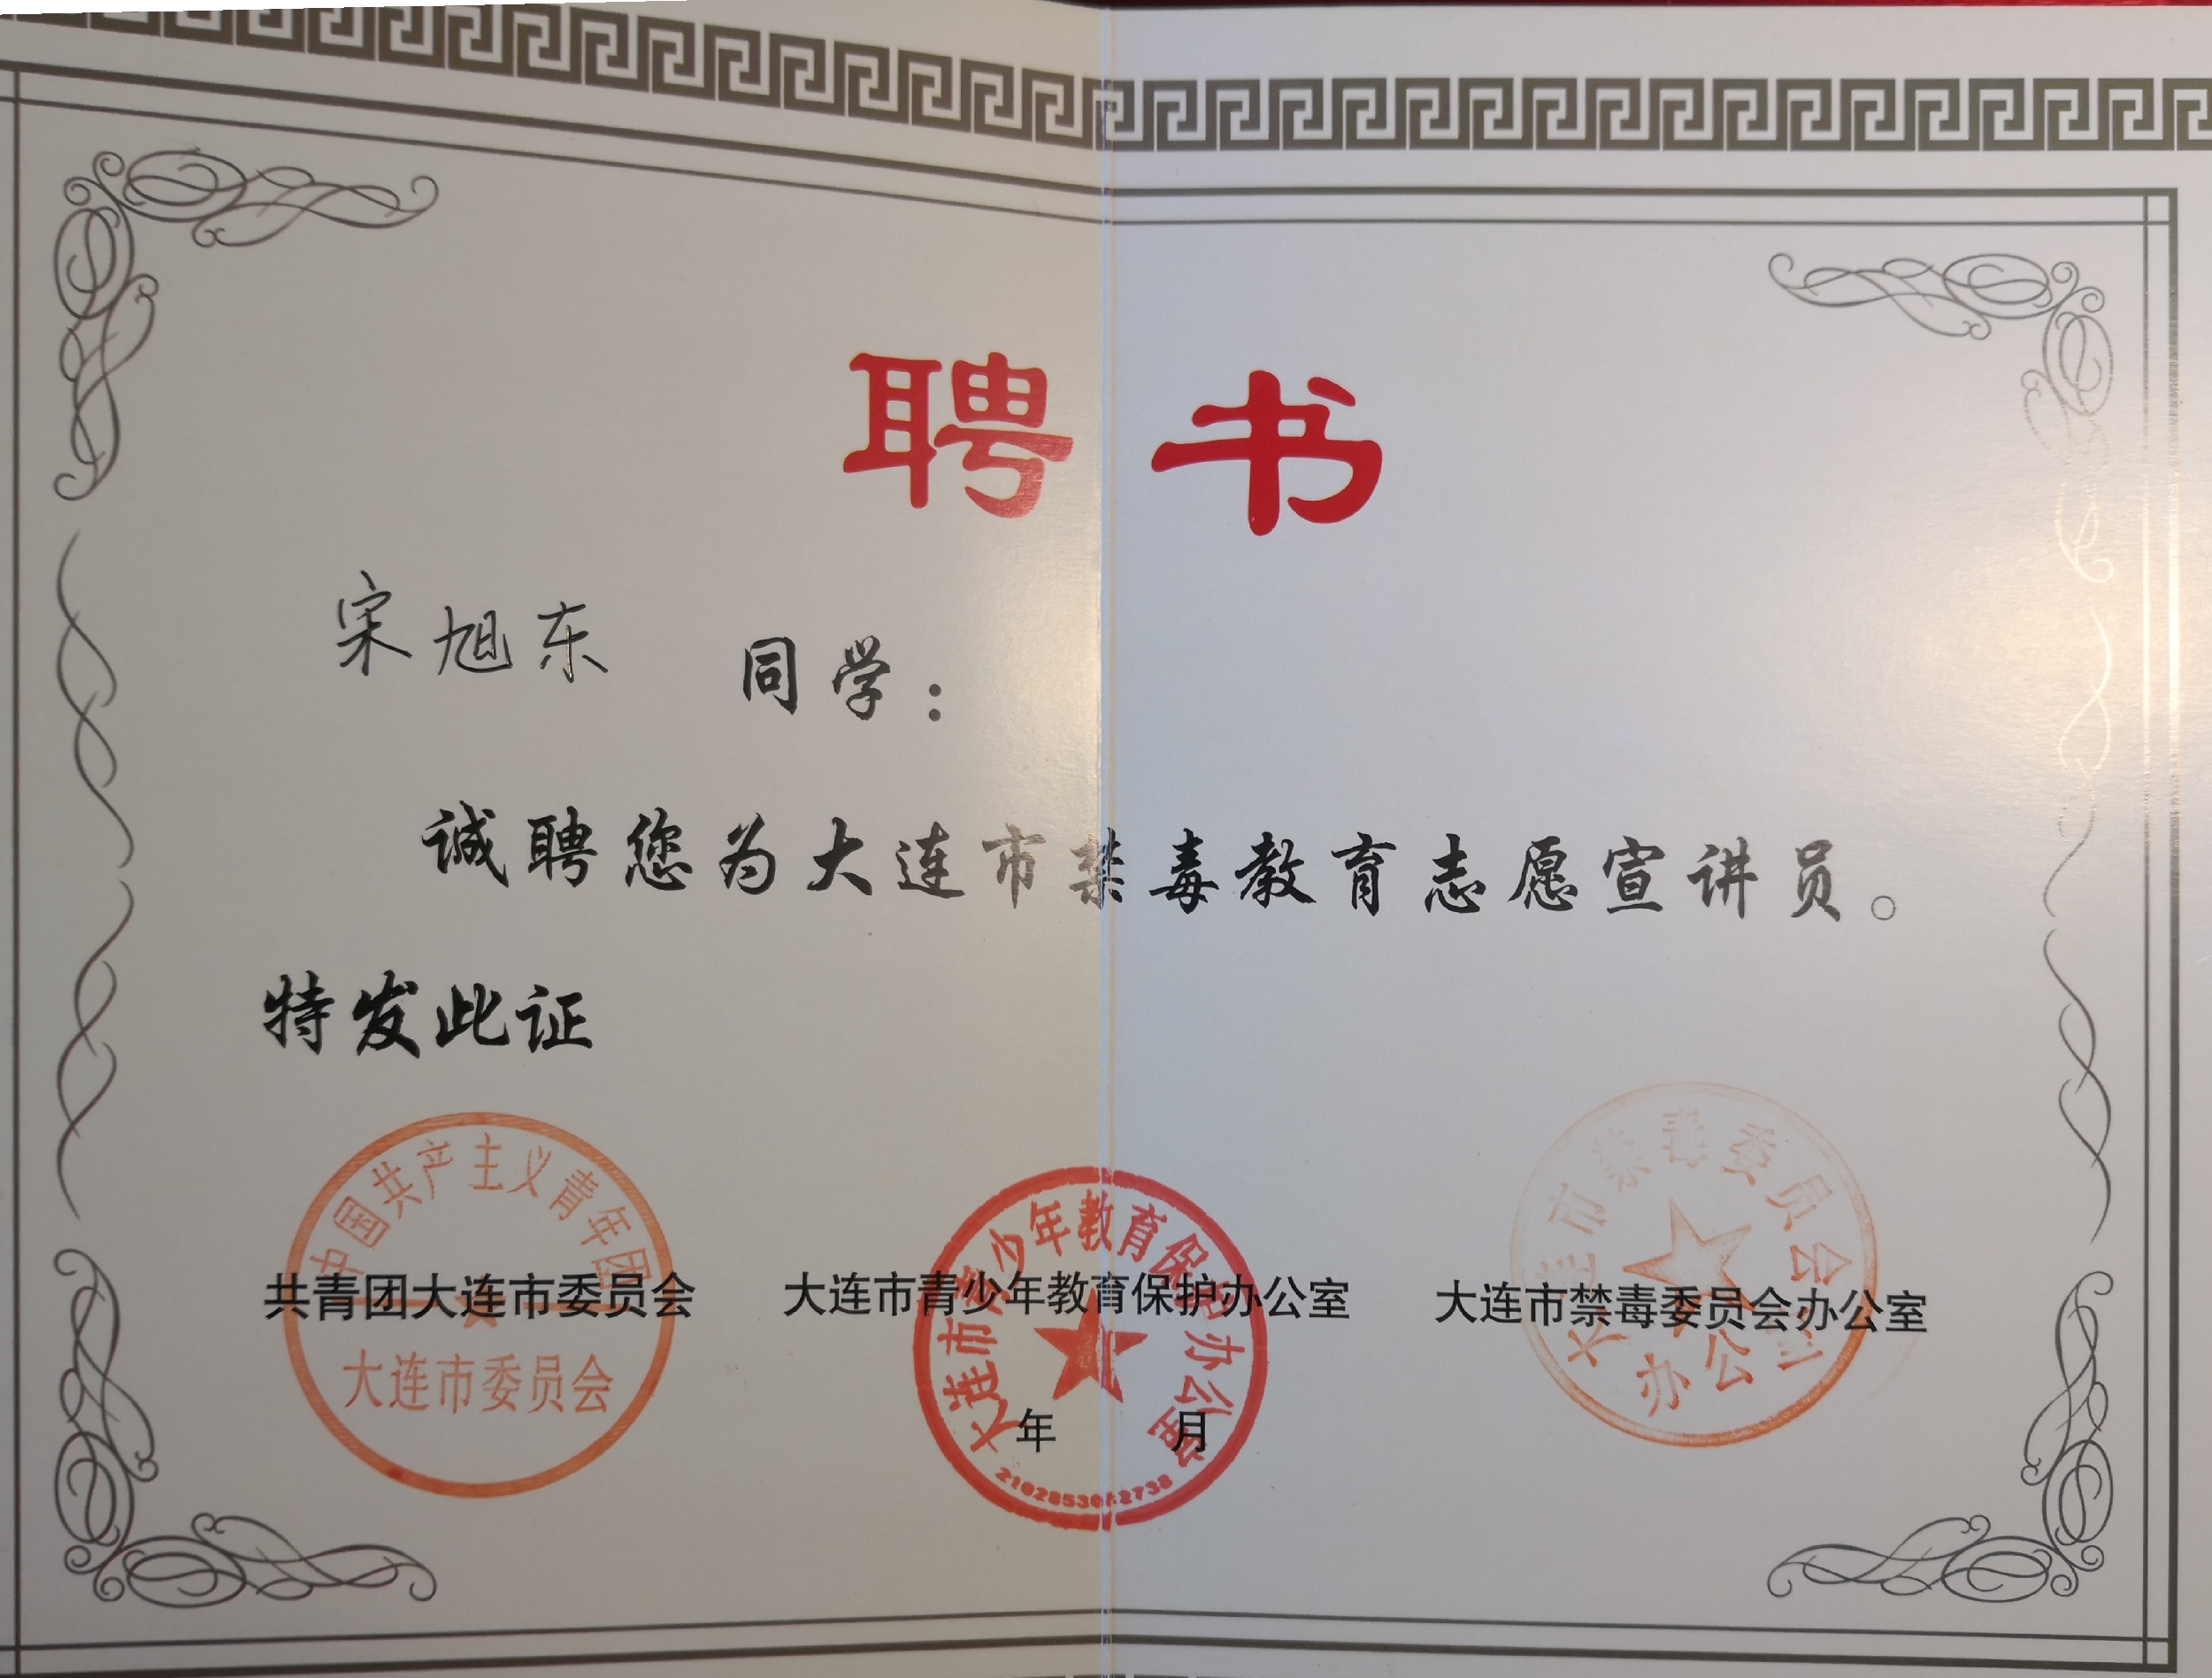 聘书
宋旭东 同学：
诚聘您为大连市禁毒教育志愿宣讲员。
特发此证
中国共产主义青年团
大连市委员会
共青团大连市委员会
大连市青少年教育保护办公室
大连市青少年教育保护办公室
年 月
大连市禁毒委员会办公室
大连市禁毒委员会
办公室